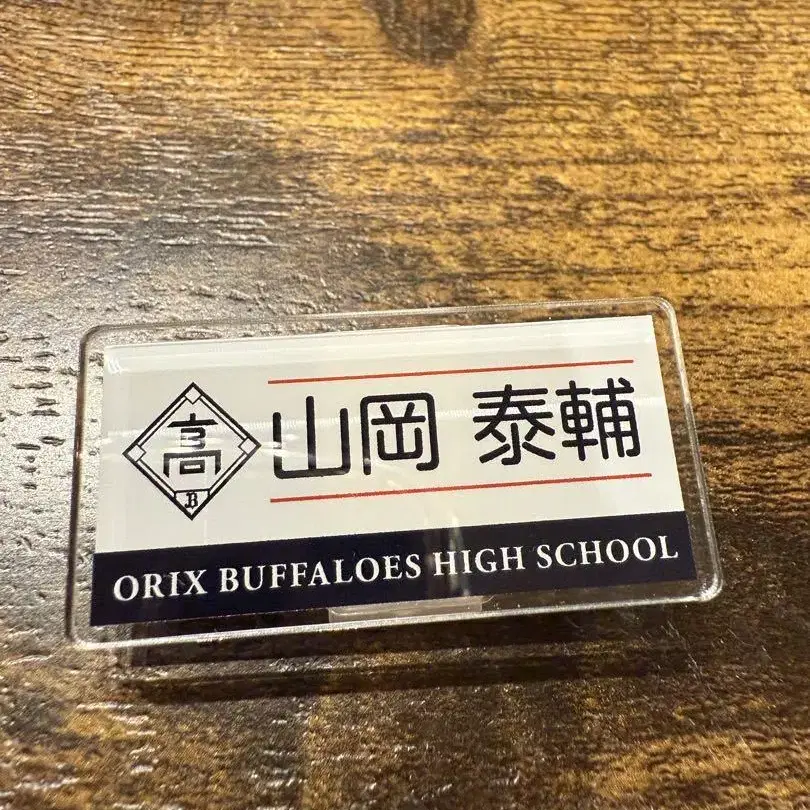 高 山岡 泰輔
B
ORIX BUFFALOES HIGH SCHOOL